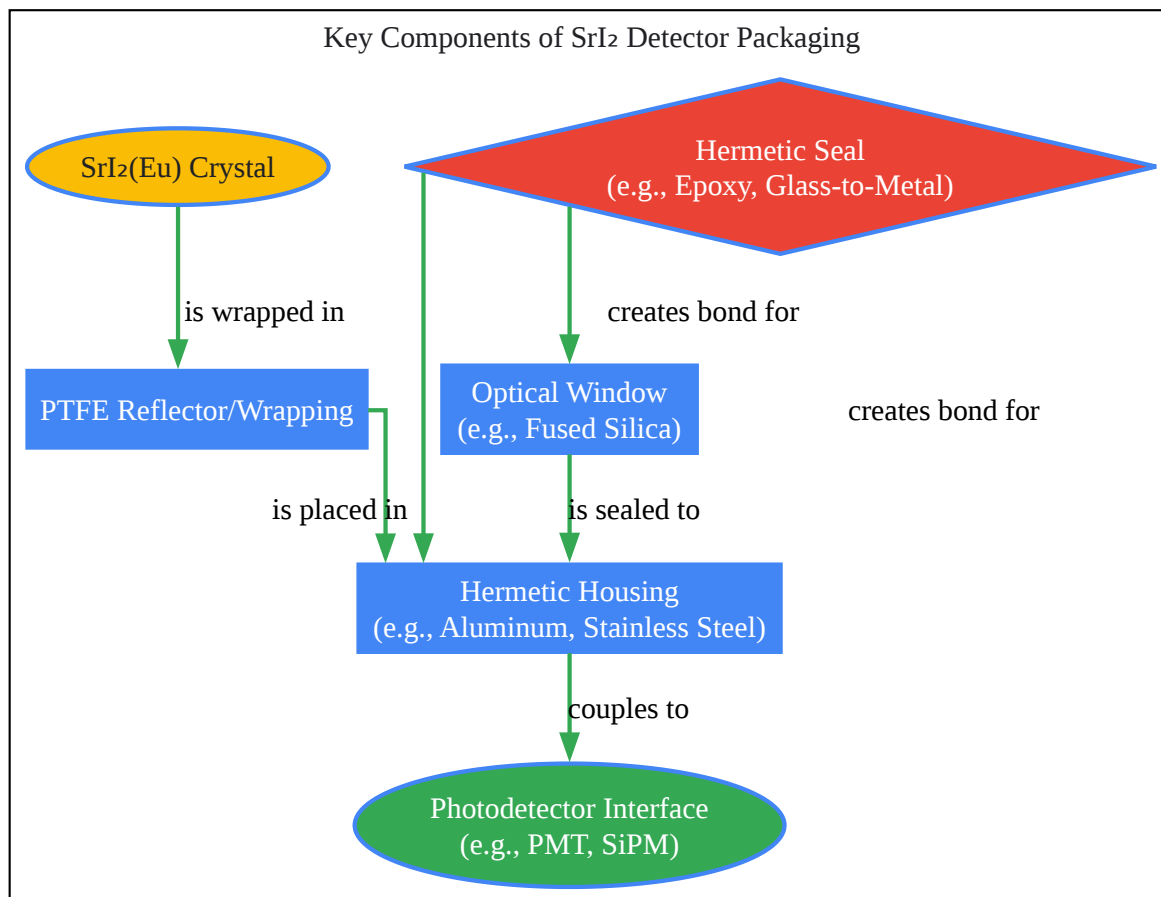 Key Components of SrI₂ Detector Packaging
SrI₂(Eu) Crystal
Hermetic Seal
(e.g., Epoxy, Glass-to-Metal)
is wrapped in
creates bond for
PTFE Reflector/Wrapping
Optical Window
(e.g., Fused Silica)
creates bond for
is placed in
is sealed to
Hermetic Housing
(e.g., Aluminum, Stainless Steel)
couples to
Photodetector Interface
(e.g., PMT, SiPM)